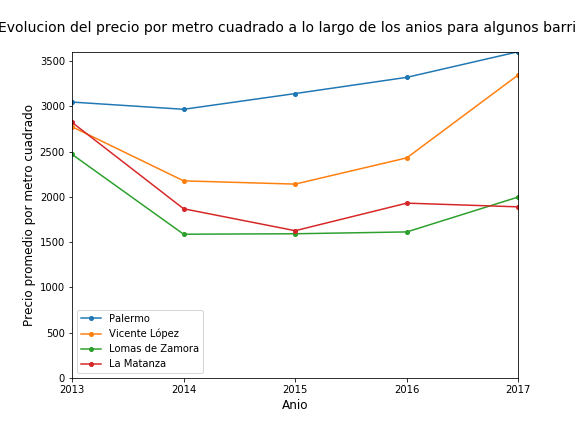 Evolucion del precio por metro cuadrado a lo largo de los anios para algunos barri
Precio promedio por metro cuadrado
3500
3000
2500
2000
1500
1000
500
0
Palermo
Vicente López
Lomas de Zamora
La Matanza
2013 2014 2015 2016 2017
Anio